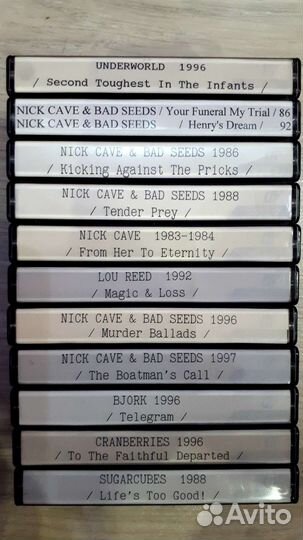 UNDERWORLD 1996
/ Second Toughest In The Infants /
NICK CAVE & BAD SEEDS / Your Funeral My Trial / 86
NICK CAVE & BAD SEEDS / Henry's Dream / 92
NICK CAVE & BAD SEEDS 1986
/ Kicking Against The Pricks /
NICK CAVE & BAD SEEDS 1988
/ Tender Prey /
NICK CAVE 1983-1984
/ From Her To Eternity /
LOU REED 1992
/ Magic & Loss /
NICK CAVE & BAD SEEDS 1996
/ Murder Ballads /
NICK CAVE & BAD SEEDS 1997
/ The Boatman's Call /
BJORK 1996
/ Telegram /
CRANBERRIES 1996
/ To The Faithful Departed /
SUGARCUBES 1988
/ Life's Too Good! /
Avito